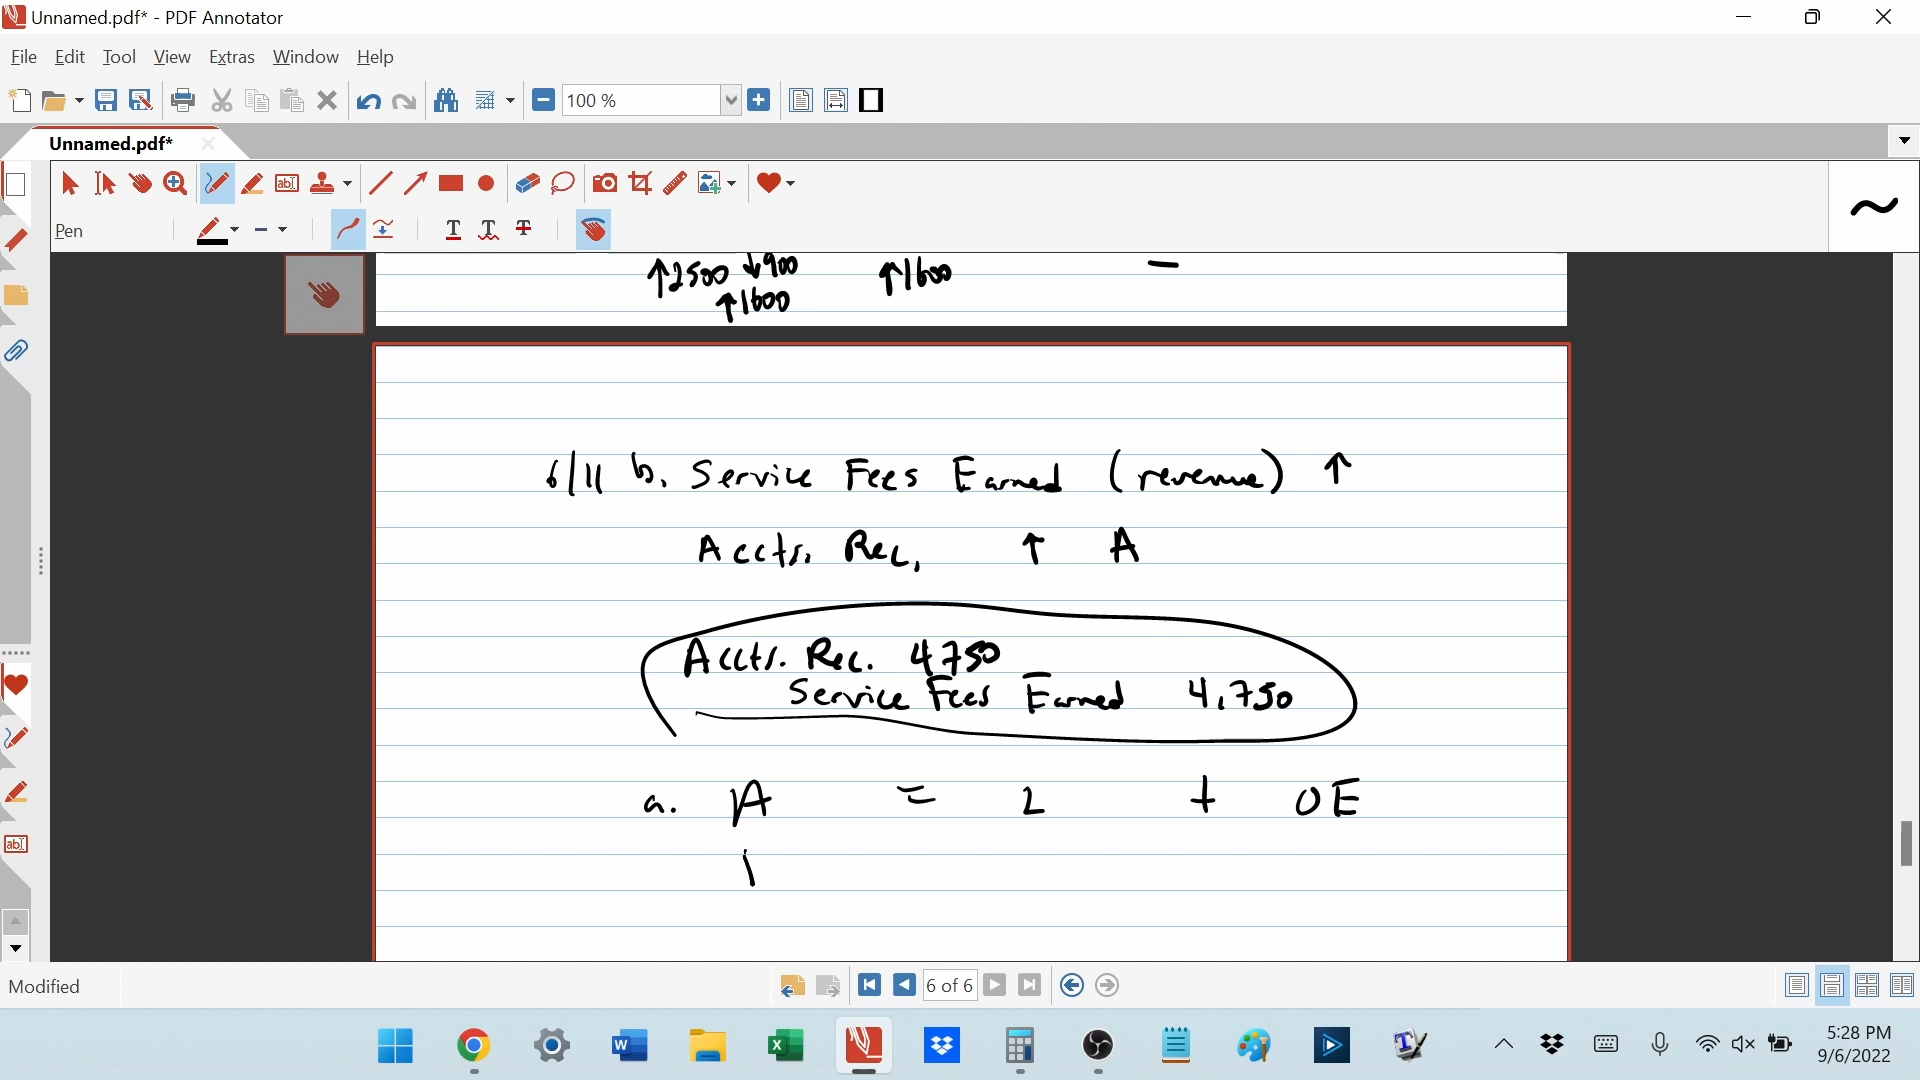 Unnamed.pdf* - PDF Annotator
File Edit Tool View Extras Window Help
100 %
Unnamed.pdf*
Pen
↑2500 ↓900 ↑1600 —
↑1600
6/11 b. Service Fees Earned (revenue) ↑
Accts. Rec. ↑ A
Accts. Rec. 4750
Service Fees Earned 4,750
a. A = L + OE
Modified
6 of 6
5:28 PM
9/6/2022